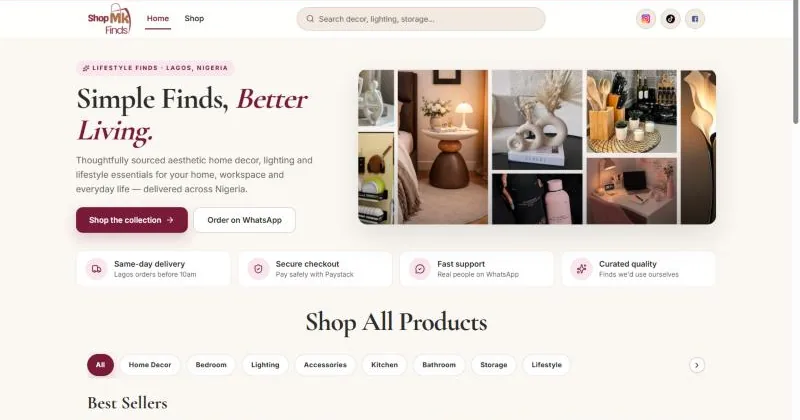 Shop Mk
Finds
Home
Shop
Search decor, lighting, storage...
LIFESTYLE FINDS · LAGOS, NIGERIA
Simple Finds, Better
Living.
Thoughtfully sourced aesthetic home decor, lighting and
lifestyle essentials for your home, workspace and
everyday life — delivered across Nigeria.
Shop the collection →
Order on WhatsApp
Same-day delivery
Lagos orders before 10am
Secure checkout
Pay safely with Paystack
Fast support
Real people on WhatsApp
Curated quality
Finds we'd use ourselves
Shop All Products
All
Home Decor
Bedroom
Lighting
Accessories
Kitchen
Bathroom
Storage
Lifestyle
Best Sellers